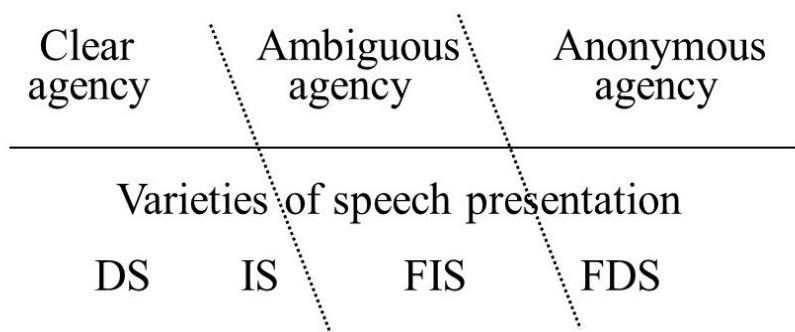 Clear Ambiguous Anonymous
agency agency agency
Varieties of speech presentation
DS IS FIS FDS